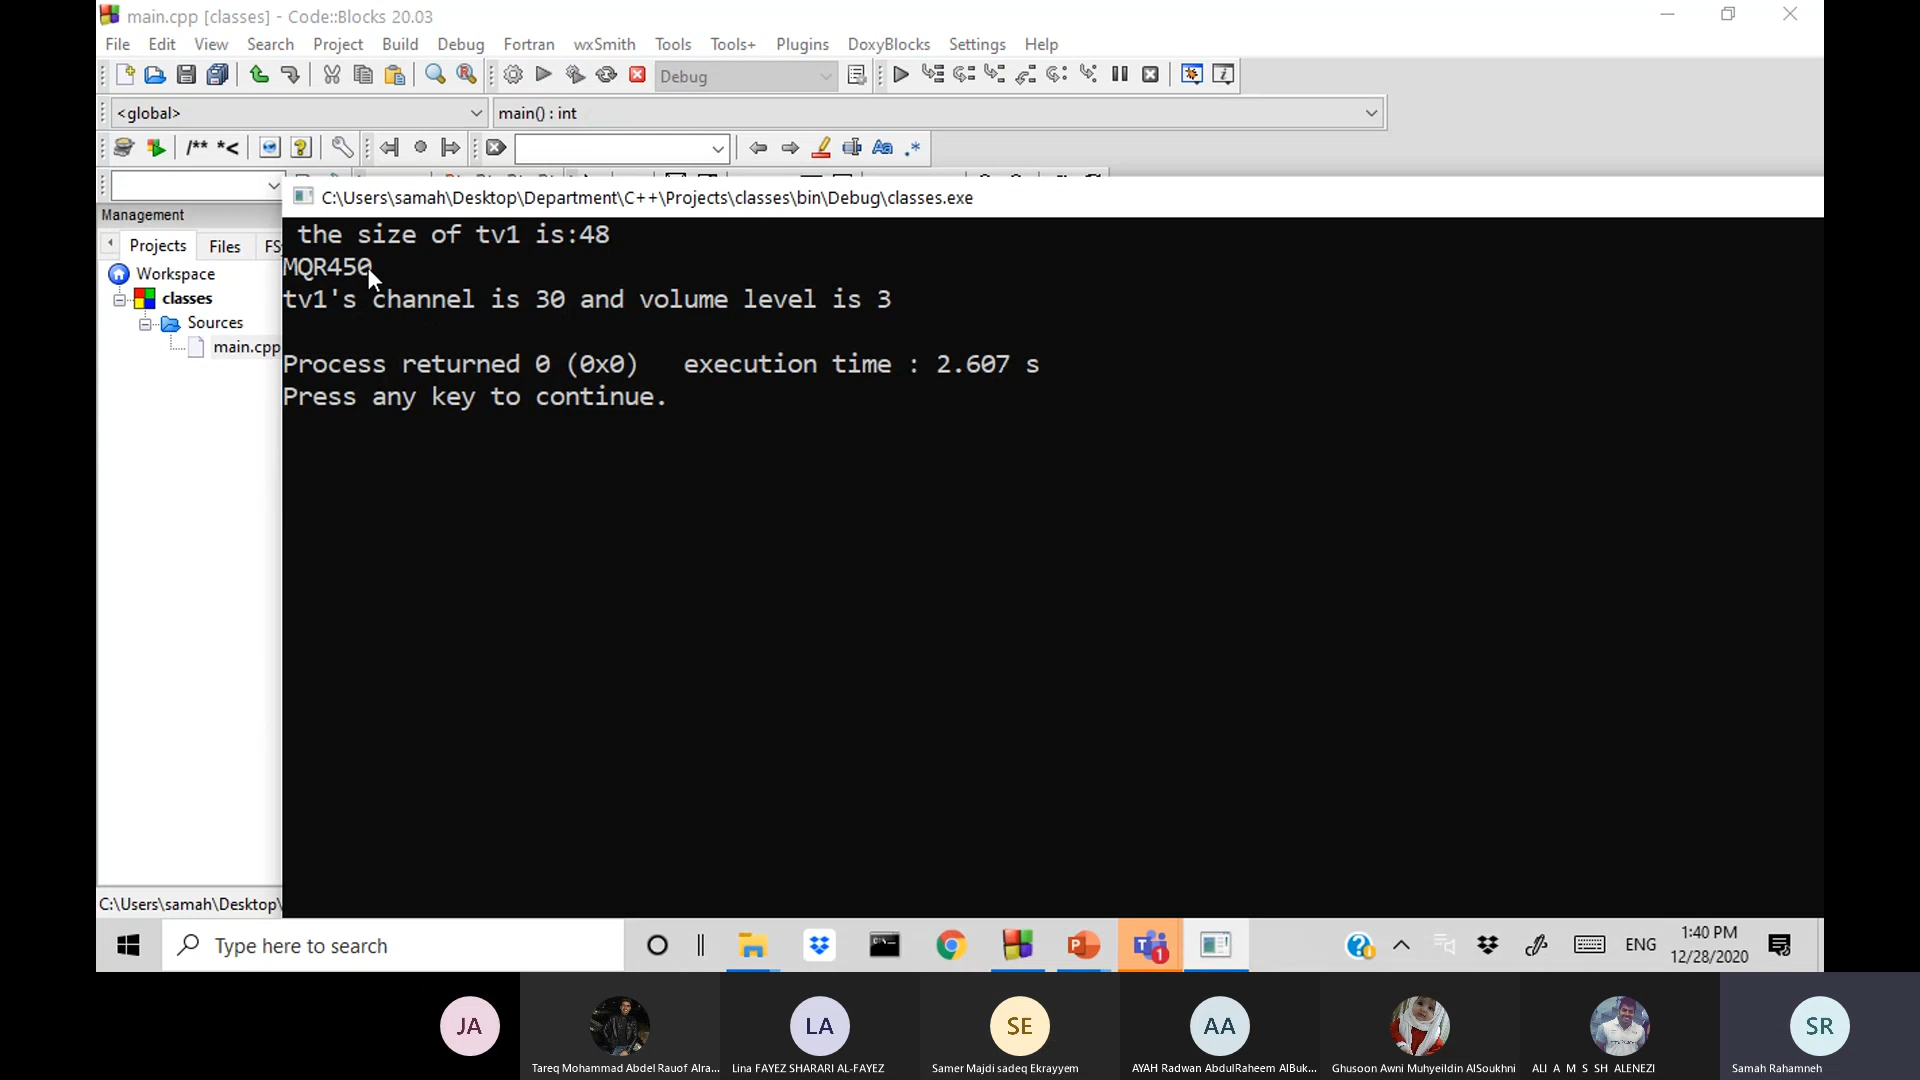 main.cpp [classes] - Code::Blocks 20.03
File Edit View Search Project Build Debug Fortran wxSmith Tools Tools+ Plugins DoxyBlocks Settings Help
Debug
<global> main() : int
/** *<
Aa .*
C:\Users\samah\Desktop\Department\C++\Projects\classes\bin\Debug\classes.exe
Management
Projects Files FS
Workspace
classes
Sources
main.cpp
the size of tv1 is:48
MQR450
tv1's channel is 30 and volume level is 3
Process returned 0 (0x0) execution time : 2.607 s
Press any key to continue.
C:\Users\samah\Desktop\
Type here to search
ENG
1:40 PM
12/28/2020
JA
LA
SE
AA
SR
Tareq Mohammad Abdel Rauof Alra...
Lina FAYEZ SHARARI AL-FAYEZ
Samer Majdi sadeq Ekrayyem
AYAH Radwan AbdulRaheem AlBuk...
Ghusoon Awni Muhyeildin AlSoukhni
ALI A M S SH ALENEZI
Samah Rahamneh